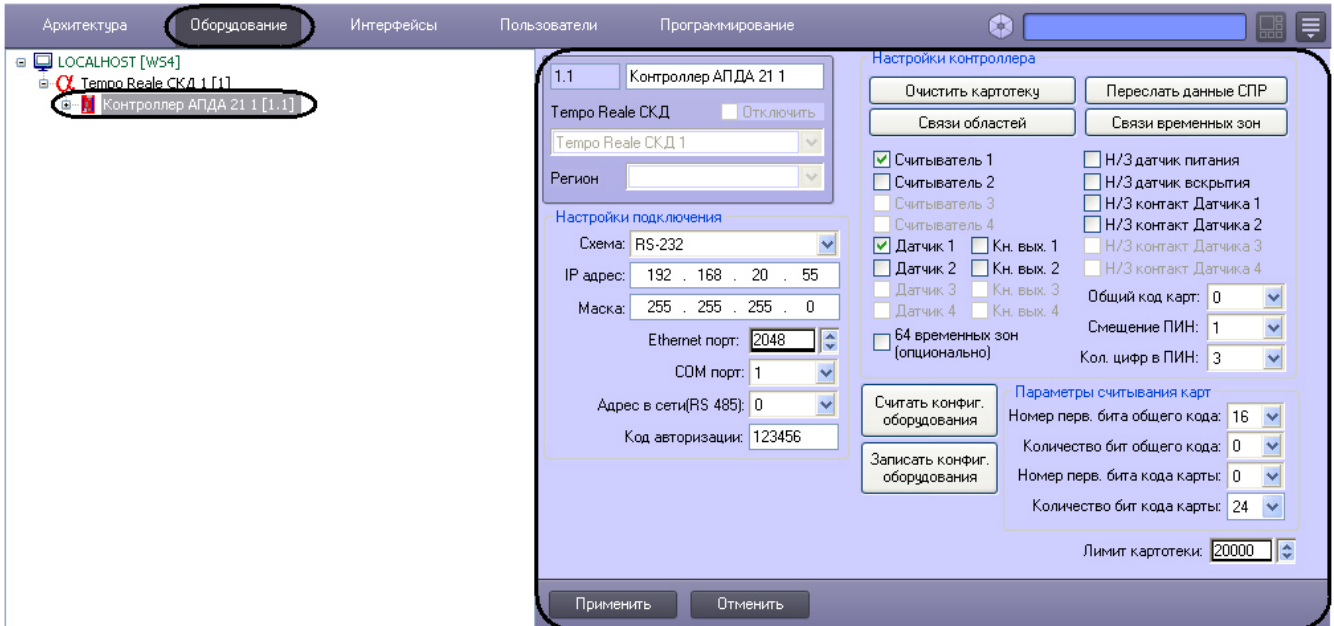 Архитектура Оборудование Интерфейсы Пользователи Программирование
LOCALHOST [WS4]
Tempo Reale СКД 1 [1]
Контроллер АПДА 21 1 [1.1]
1.1 Контроллер АПДА 21 1
Tempo Reale СКД Отключить
Tempo Reale СКД 1
Регион
Настройки подключения
Схема: RS-232
IP адрес: 192 . 168 . 20 . 55
Маска: 255 . 255 . 255 . 0
Ethernet порт: 2048
COM порт: 1
Адрес в сети(RS 485): 0
Код авторизации: 123456
Настройки контроллера
Очистить картотеку Переслать данные СПР
Связи областей Связи временных зон
Считыватель 1 Н/З датчик питания
Считыватель 2 Н/З датчик вскрытия
Считыватель 3 Н/З контакт Датчика 1
Считыватель 4 Н/З контакт Датчика 2
Датчик 1 Кн. вых. 1 Н/З контакт Датчика 3
Датчик 2 Кн. вых. 2 Н/З контакт Датчика 4
Датчик 3 Кн. вых. 3 Общий код карт: 0
Датчик 4 Кн. вых. 4 Смещение ПИН: 1
64 временных зон
(опционально) Кол. цифр в ПИН: 3
Считать конфиг.
оборудования
Записать конфиг.
оборудования
Параметры считывания карт
Номер перв. бита общего кода: 16
Количество бит общего кода: 0
Номер перв. бита кода карты: 0
Количество бит кода карты: 24
Лимит картотеки: 20000
Применить Отменить